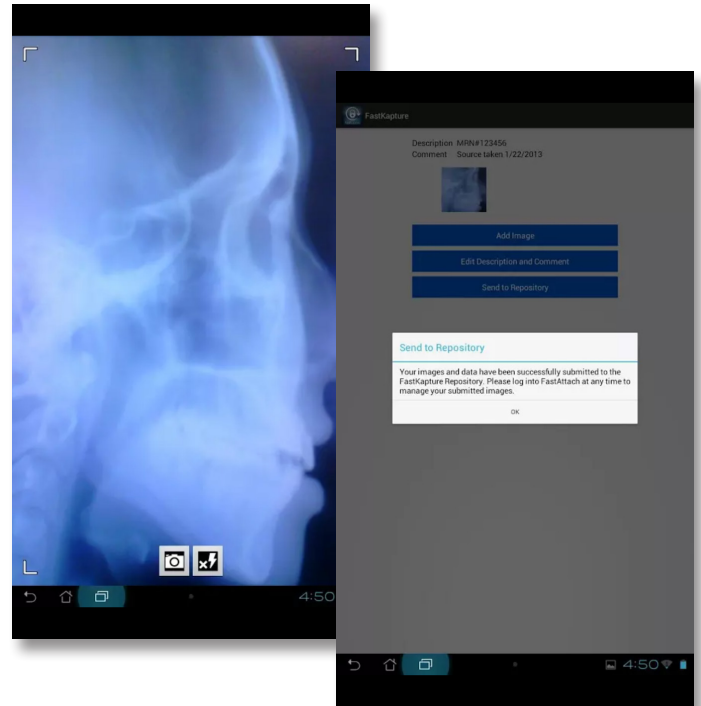 4:50
FastKapture
Description MRN#123456
Comment Source taken 1/22/2013
Add Image
Edit Description and Comment
Send to Repository
Send to Repository
Your images and data have been successfully submitted to the
FastKapture Repository. Please log into FastAttach at any time to
manage your submitted images.
OK
4:50